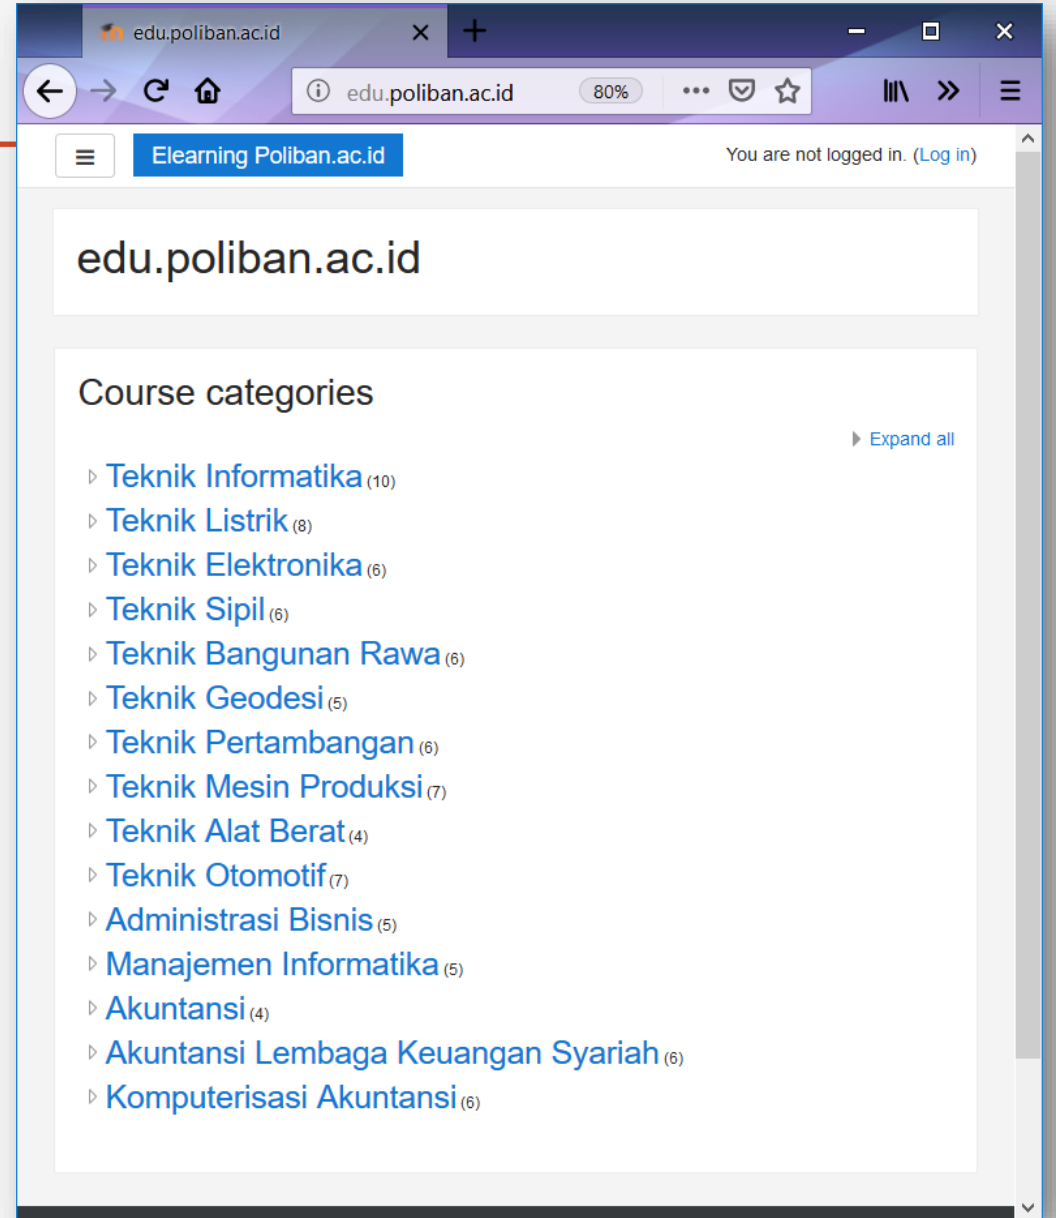 edu.poliban.ac.id
edu.poliban.ac.id 80%
Elearning Poliban.ac.id You are not logged in. (Log in)
edu.poliban.ac.id
Course categories
Expand all
Teknik Informatika (10)
Teknik Listrik (8)
Teknik Elektronika (6)
Teknik Sipil (6)
Teknik Bangunan Rawa (6)
Teknik Geodesi (5)
Teknik Pertambangan (6)
Teknik Mesin Produksi (7)
Teknik Alat Berat (4)
Teknik Otomotif (7)
Administrasi Bisnis (5)
Manajemen Informatika (5)
Akuntansi (4)
Akuntansi Lembaga Keuangan Syariah (6)
Komputerisasi Akuntansi (6)